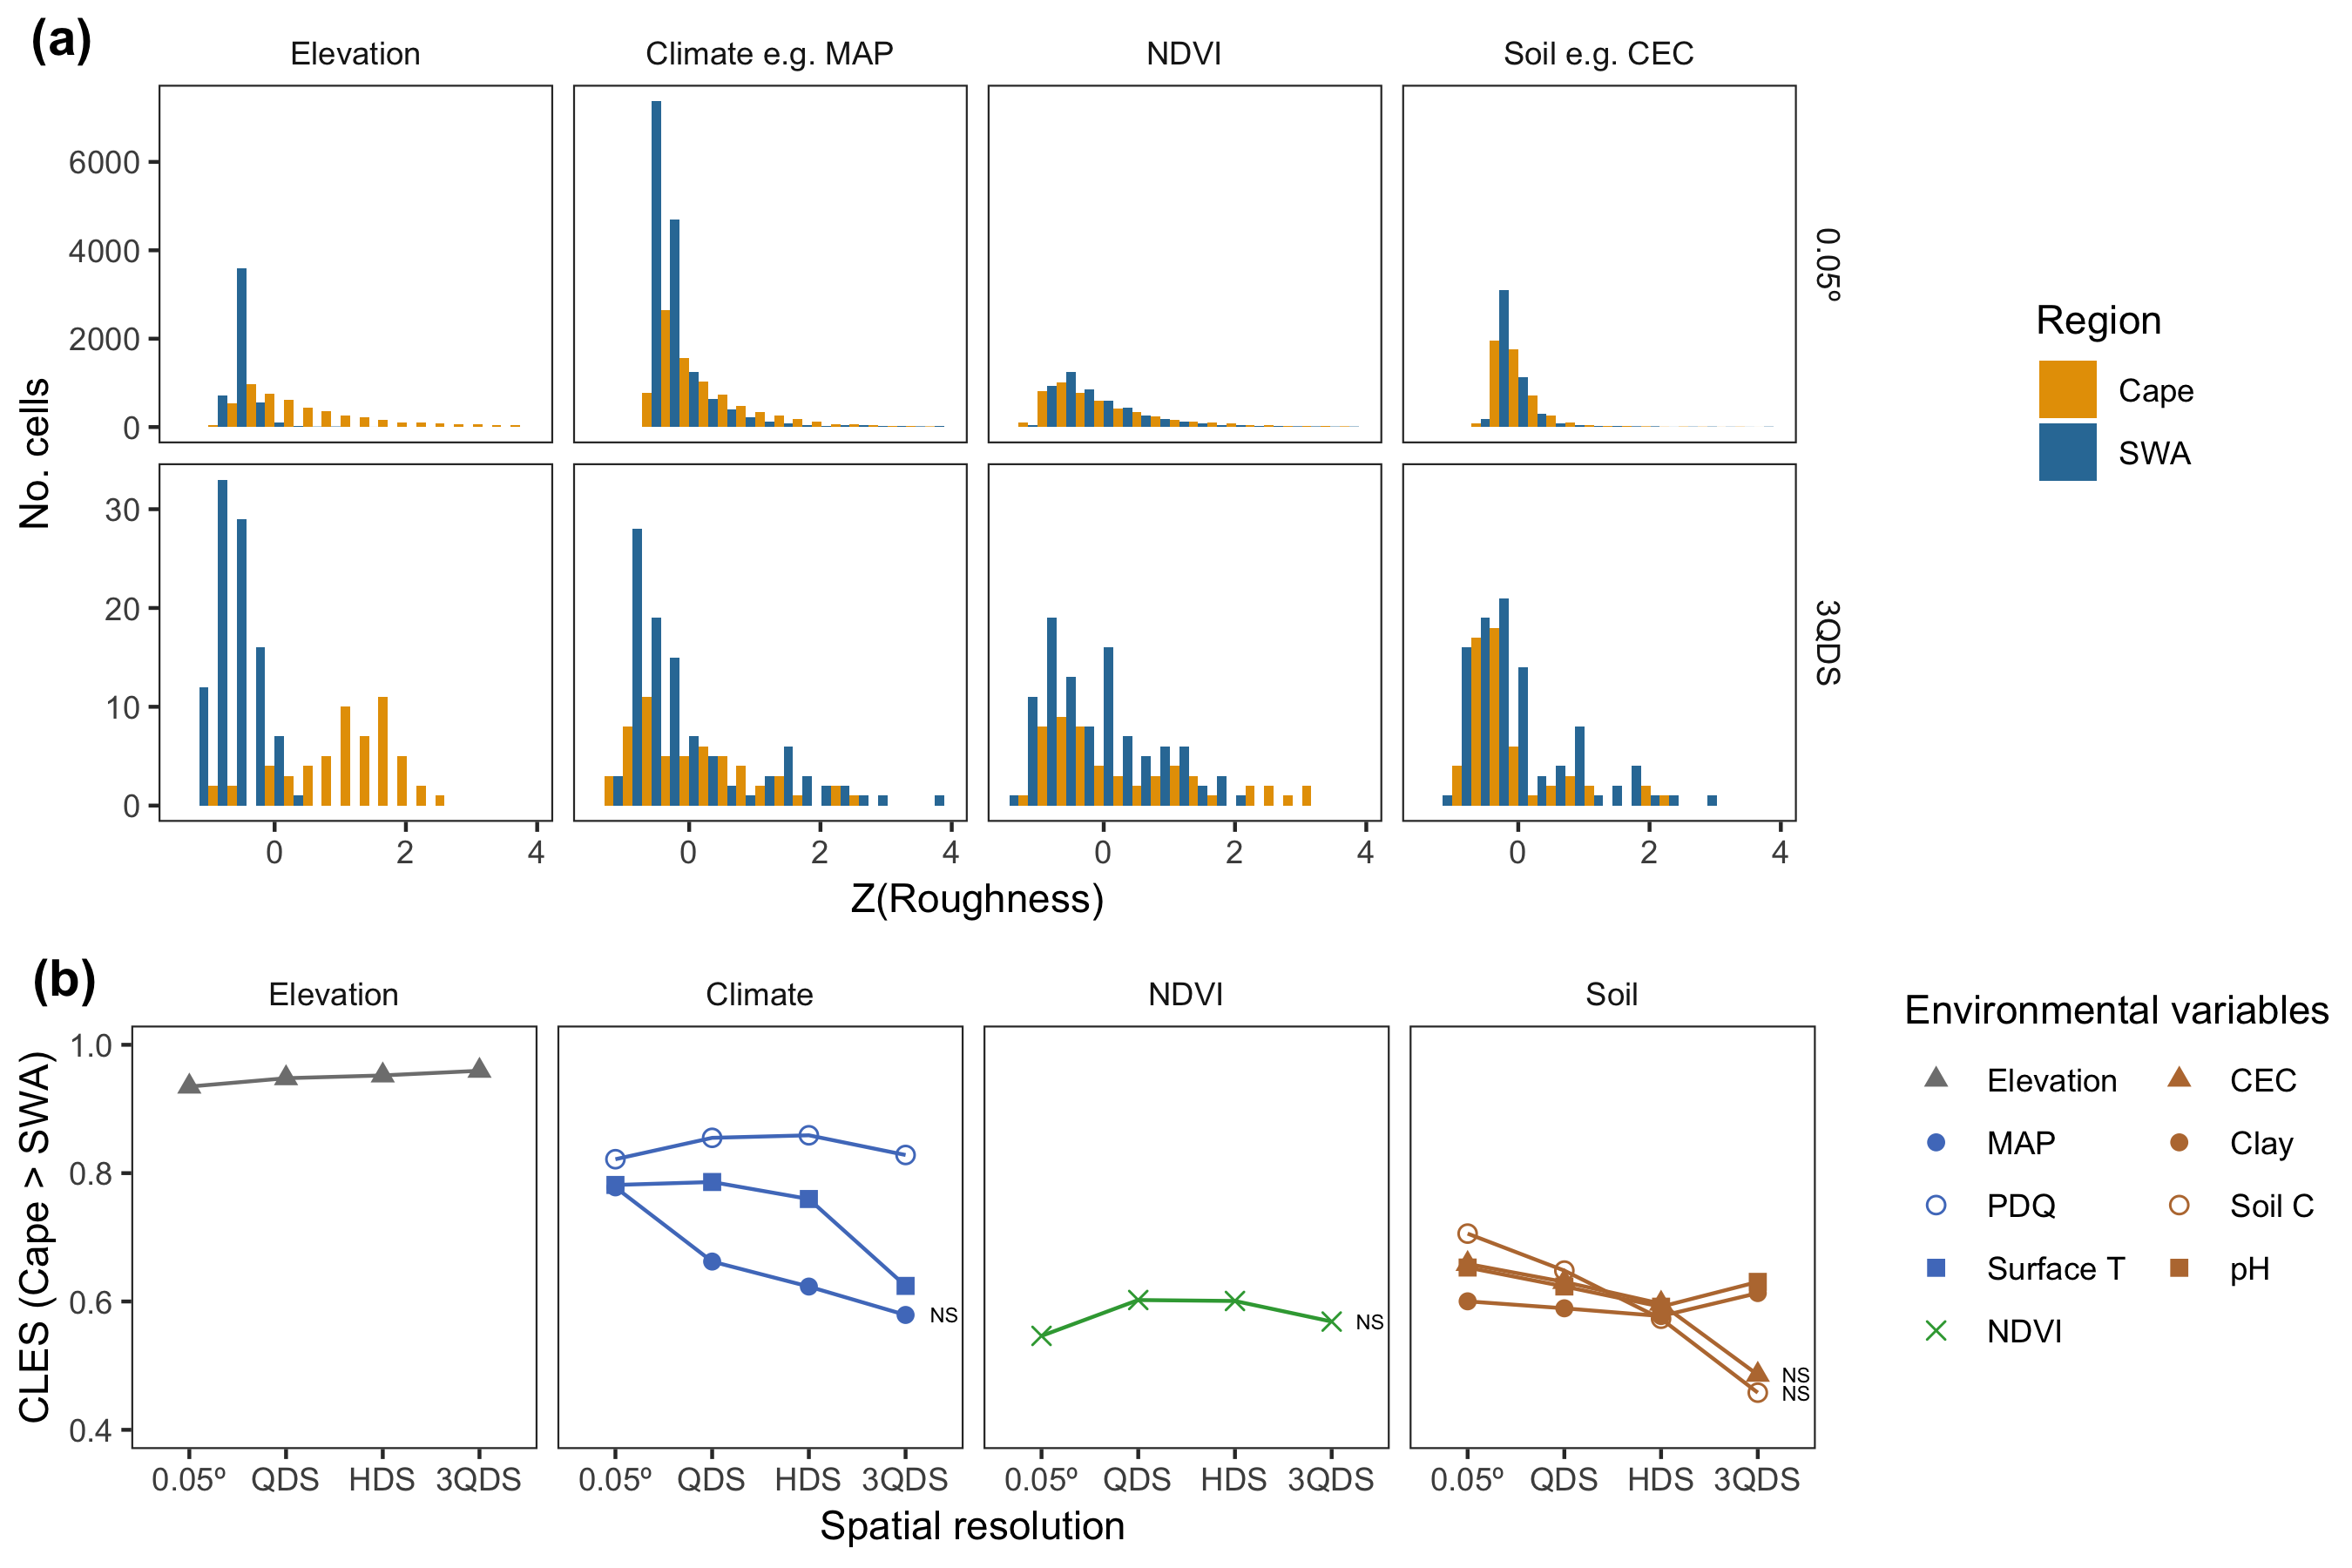 (a)
Elevation
Climate e.g. MAP
NDVI
Soil e.g. CEC
No. cells
6000
4000
2000
0
0.05º
30
20
10
0
3QDS
0 2 4
0 2 4
0 2 4
0 2 4
Z(Roughness)
Region
Cape
SWA
(b)
Elevation
Climate
NDVI
Soil
CLES (Cape > SWA)
1.0
0.8
0.6
0.4
NS
NS
NS
NS
0.05º QDS HDS 3QDS
0.05º QDS HDS 3QDS
0.05º QDS HDS 3QDS
0.05º QDS HDS 3QDS
Spatial resolution
Environmental variables
Elevation
MAP
PDQ
Surface T
NDVI
CEC
Clay
Soil C
pH